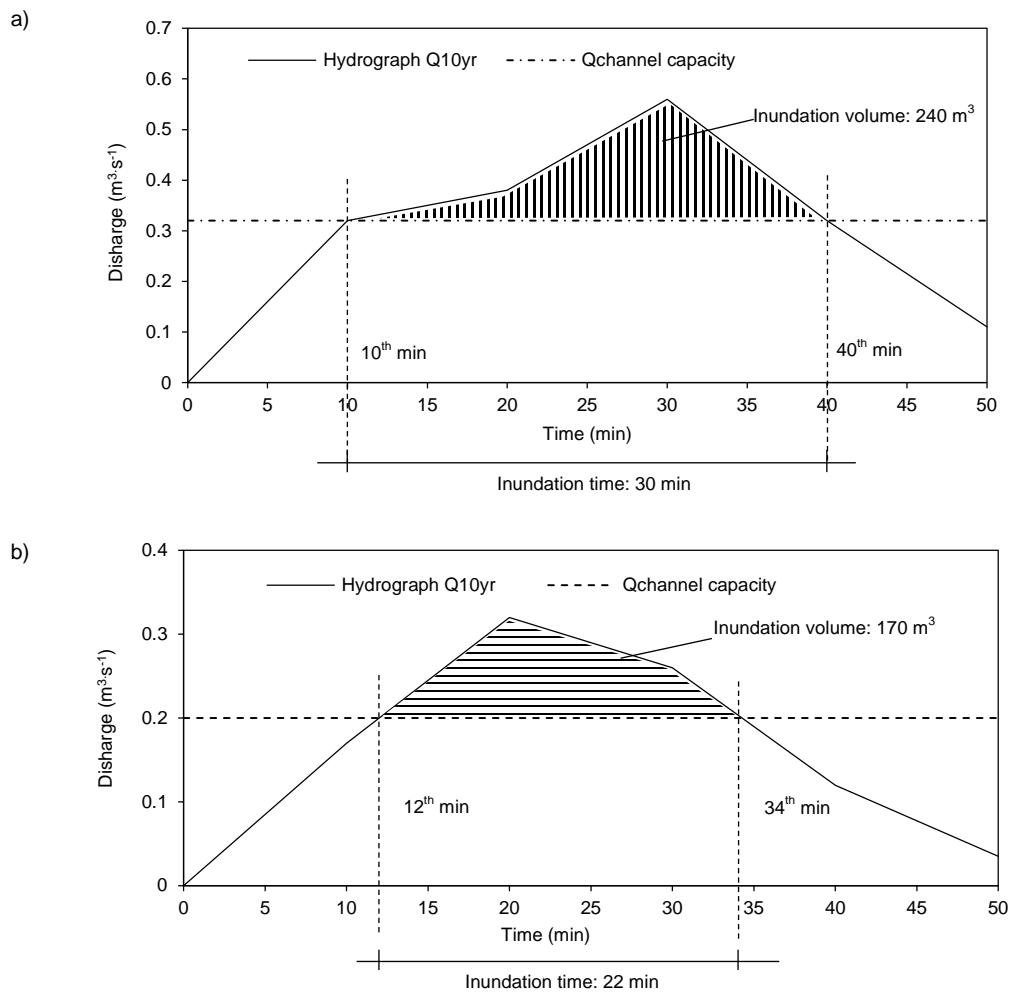 a)
0.7
Hydrograph Q10yr Qchannel capacity
0.6
Inundation volume: 240 m³
0.5
0.4
0.3
0.2
0.1
0
Disharge (m³·s⁻¹)
10th min
40th min
0 5 10 15 20 25 30 35 40 45 50
Time (min)
Inundation time: 30 min
b)
0.4
Hydrograph Q10yr Qchannel capacity
Inundation volume: 170 m³
0.3
0.2
0.1
0
Disharge (m³·s⁻¹)
12th min
34th min
0 5 10 15 20 25 30 35 40 45 50
Time (min)
Inundation time: 22 min